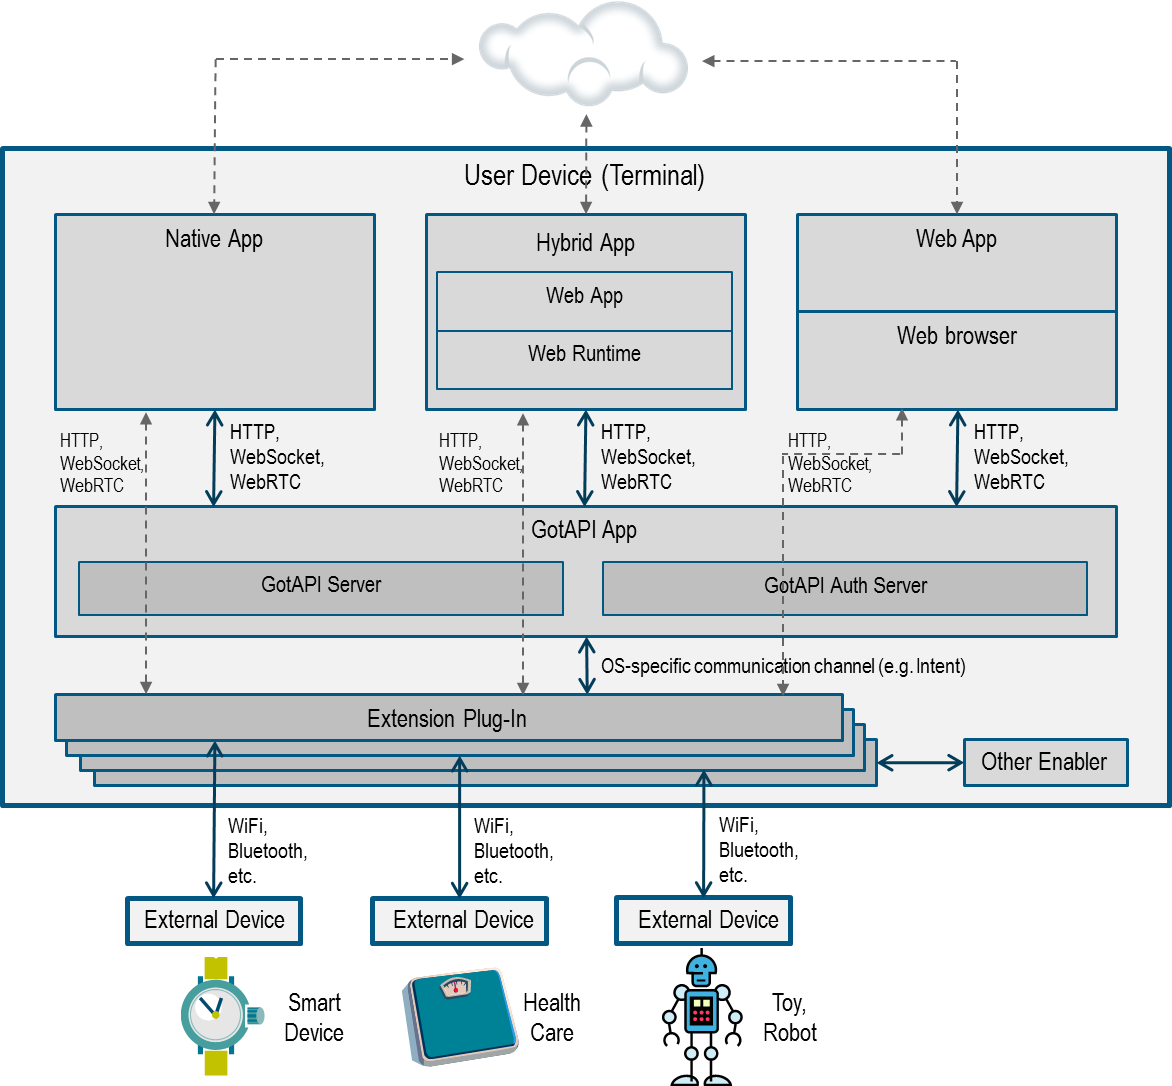 User Device (Terminal)
Native App
Hybrid App
Web App
Web App
Web Runtime
Web browser
HTTP,
WebSocket,
WebRTC
HTTP,
WebSocket,
WebRTC
HTTP,
WebSocket,
WebRTC
HTTP,
WebSocket,
WebRTC
HTTP,
WebSocket,
WebRTC
HTTP,
WebSocket,
WebRTC
GotAPI App
GotAPI Server
GotAPI Auth Server
OS-specific communication channel (e.g. Intent)
Extension Plug-In
Other Enabler
WiFi,
Bluetooth,
etc.
WiFi,
Bluetooth,
etc.
WiFi,
Bluetooth,
etc.
External Device
External Device
External Device
Smart
Device
Health
Care
Toy,
Robot